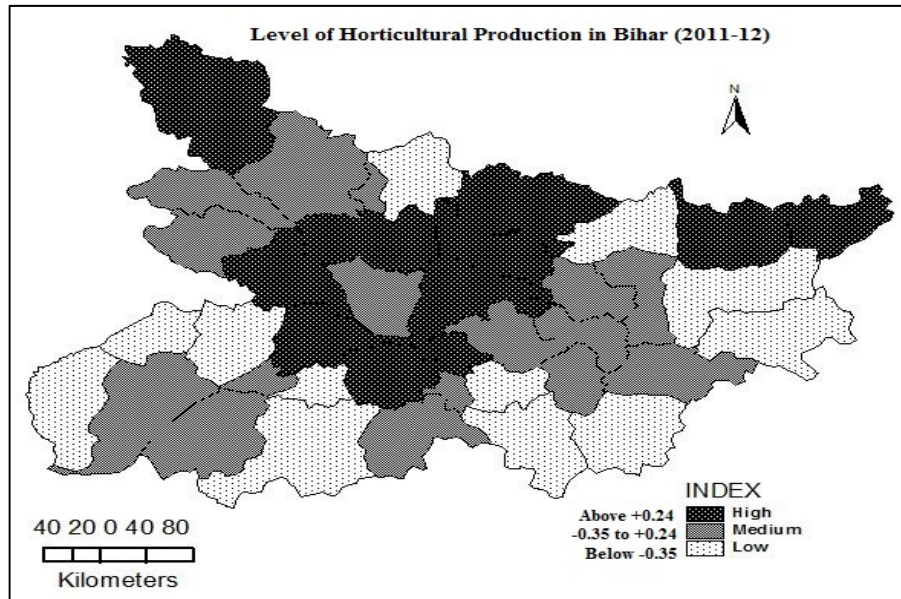 Level of Horticultural Production in Bihar (2011-12)
N
INDEX
Above +0.24 High
-0.35 to +0.24 Medium
Below -0.35 Low
40 20 0 40 80
Kilometers